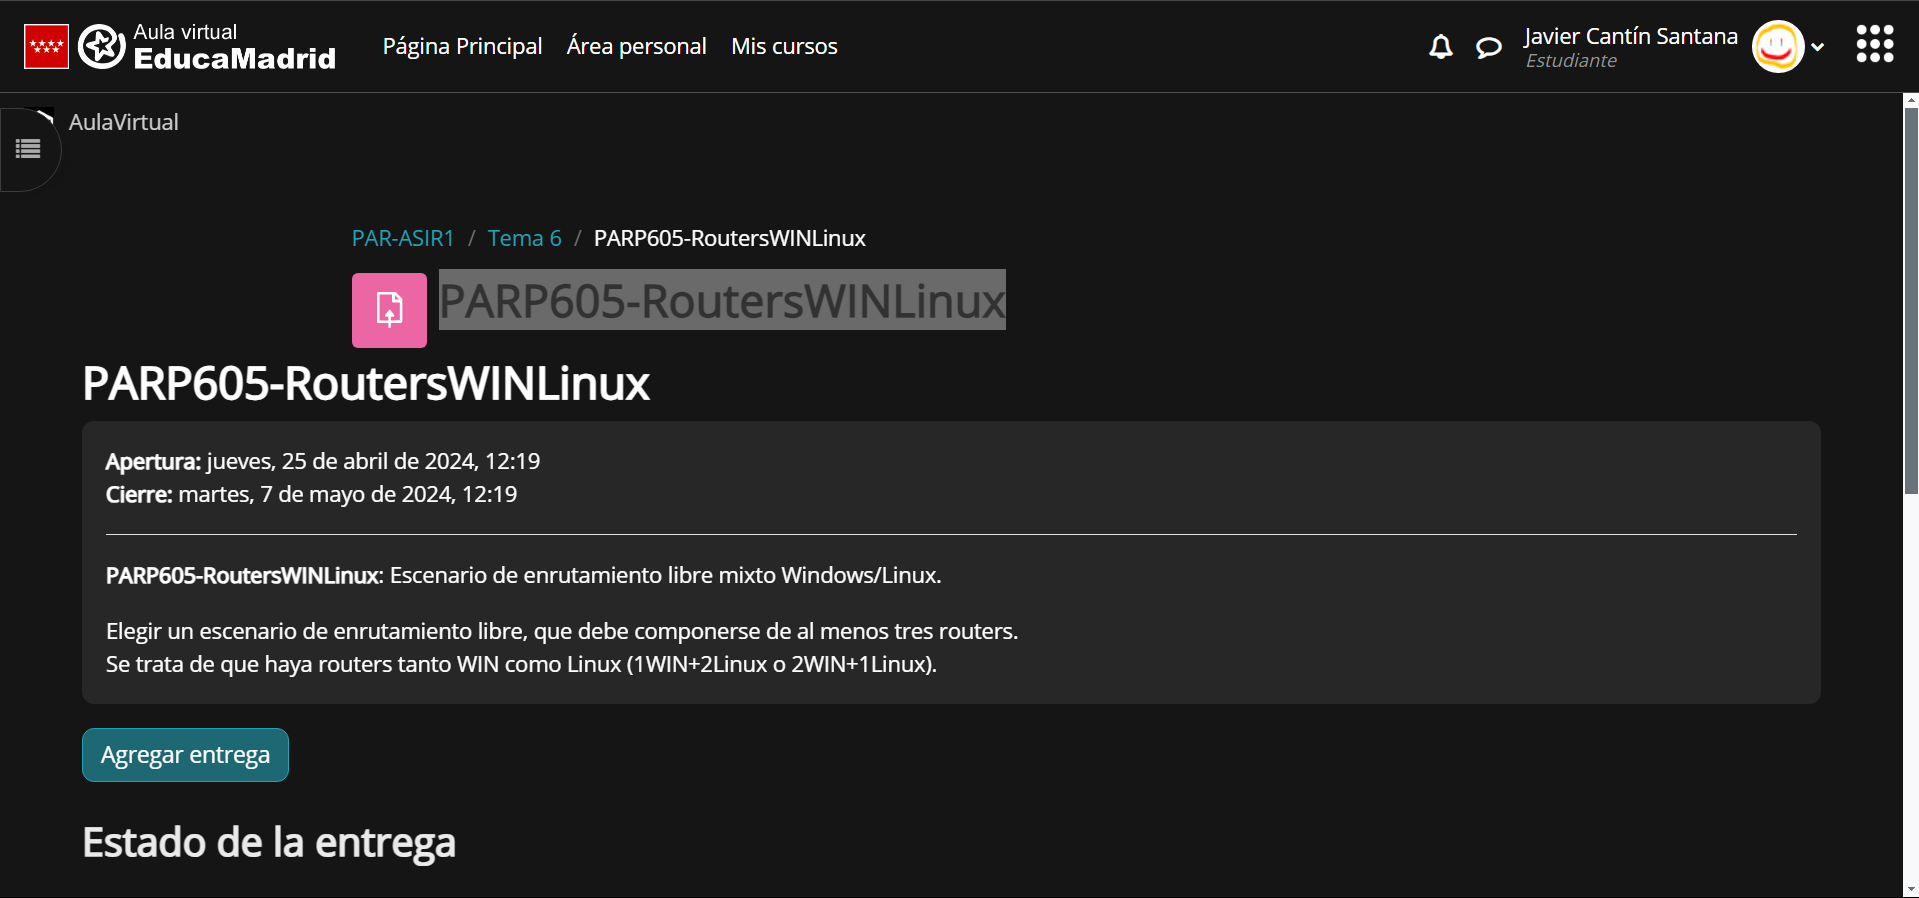 Aula virtual
EducaMadrid
Página Principal
Área personal
Mis cursos
Javier Cantín Santana
Estudiante
AulaVirtual
PAR-ASIR1 / Tema 6 / PARP605-RoutersWINLinux
PARP605-RoutersWINLinux
PARP605-RoutersWINLinux
Apertura: jueves, 25 de abril de 2024, 12:19
Cierre: martes, 7 de mayo de 2024, 12:19
PARP605-RoutersWINLinux: Escenario de enrutamiento libre mixto Windows/Linux.
Elegir un escenario de enrutamiento libre, que debe componerse de al menos tres routers.
Se trata de que haya routers tanto WIN como Linux (1WIN+2Linux o 2WIN+1Linux).
Agregar entrega
Estado de la entrega